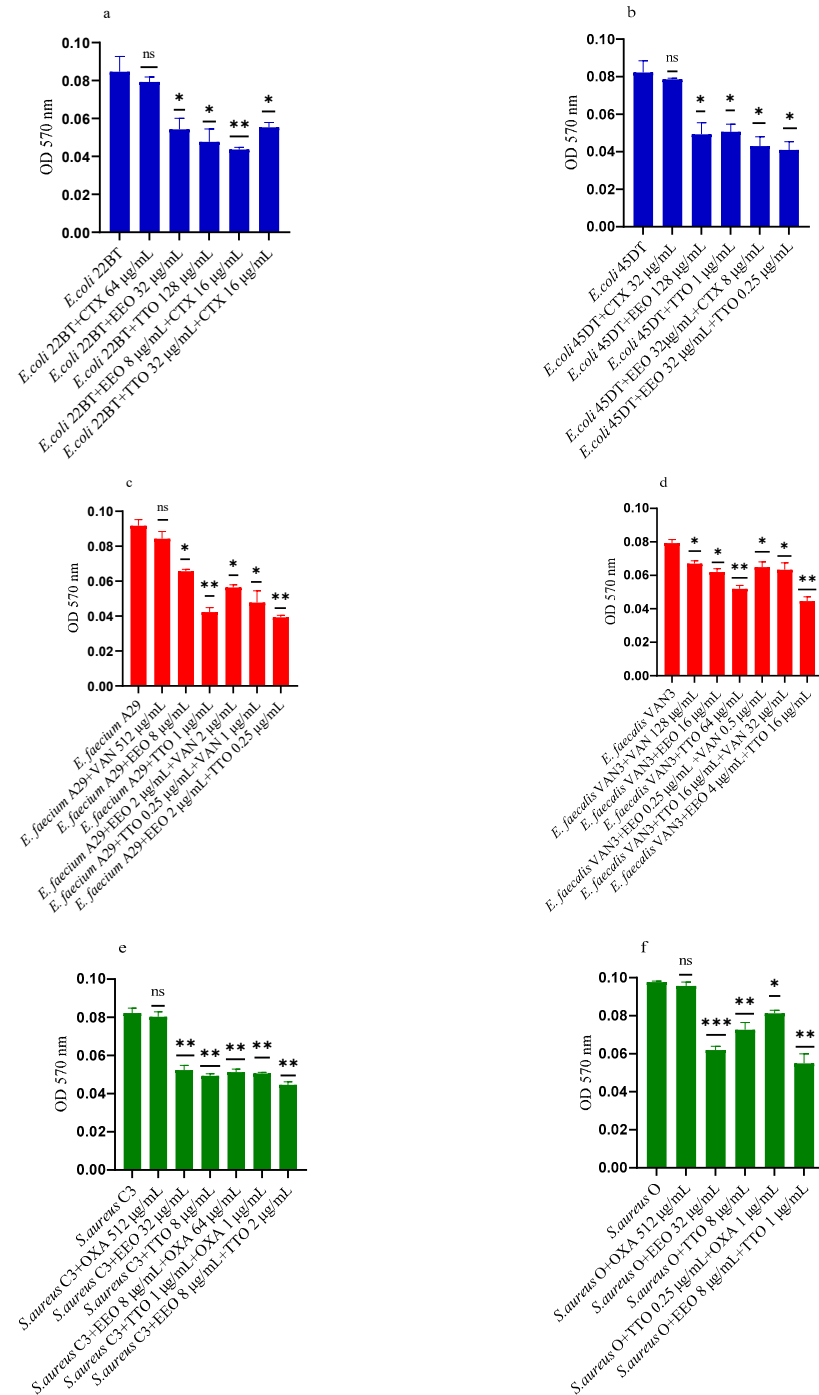 a
OD 570 nm
0.10
0.08
0.06
0.04
0.02
0.00
ns
*
*
**
*
E.coli 22BT
E.coli 22BT+CTX 64 µg/mL
E.coli 22BT+EEO 32 µg/mL
E.coli 22BT+TTO 128 µg/mL
E.coli 22BT+EEO 8 µg/mL+CTX 16 µg/mL
E.coli 22BT+TTO 32 µg/mL+CTX 16 µg/mL
b
OD 570 nm
0.10
0.08
0.06
0.04
0.02
0.00
ns
*
*
*
*
E.coli 45DT
E.coli 45DT+CTX 32 µg/mL
E.coli 45DT+EEO 128 µg/mL
E.coli 45DT+TTO 1 µg/mL
E.coli 45DT+EEO 32µg/mL+CTX 8 µg/mL
E.coli 45DT+EEO 32 µg/mL+TTO 0.25 µg/mL
c
OD 570 nm
0.10
0.08
0.06
0.04
0.02
0.00
ns
*
**
*
*
**
E. faecium A29
E. faecium A29+VAN 512 µg/mL
E. faecium A29+EEO 8 µg/mL
E. faecium A29+TTO 1 µg/mL
E. faecium A29+EEO 2 µg/mL+VAN 2 µg/mL
E. faecium A29+TTO 0.25 µg/mL+VAN 1 µg/mL
E. faecium A29+EEO 2 µg/mL+TTO 0.25 µg/mL
d
OD 570 nm
0.10
0.08
0.06
0.04
0.02
0.00
*
*
**
*
*
**
E. faecalis VAN3
E. faecalis VAN3+VAN 128 µg/mL
E. faecalis VAN3+EEO 16 µg/mL
E. faecalis VAN3+TTO 64 µg/mL
E. faecalis VAN3+EEO 0.25 µg/mL+VAN 0.5 µg/mL
E. faecalis VAN3+TTO 16 µg/mL+VAN 32 µg/mL
E. faecalis VAN3+EEO 4 µg/mL+TTO 16 µg/mL
e
OD 570 nm
0.10
0.08
0.06
0.04
0.02
0.00
ns
**
**
**
**
**
S.aureus C3
S.aureus C3+OXA 512 µg/mL
S.aureus C3+EEO 32 µg/mL
S.aureus C3+TTO 8 µg/mL
S.aureus C3+EEO 8 µg/mL+OXA 64 µg/mL
S.aureus C3+TTO 1 µg/mL+OXA 1 µg/mL
S.aureus C3+EEO 8 µg/mL+TTO 2 µg/mL
f
OD 570 nm
0.10
0.08
0.06
0.04
0.02
0.00
ns
***
**
*
**
S.aureus O
S.aureus O+OXA 512 µg/mL
S.aureus O+EEO 32 µg/mL
S.aureus O+TTO 8 µg/mL
S.aureus O+TTO 0.25 µg/mL+OXA 1 µg/mL
S.aureus O+EEO 8 µg/mL+TTO 1 µg/mL